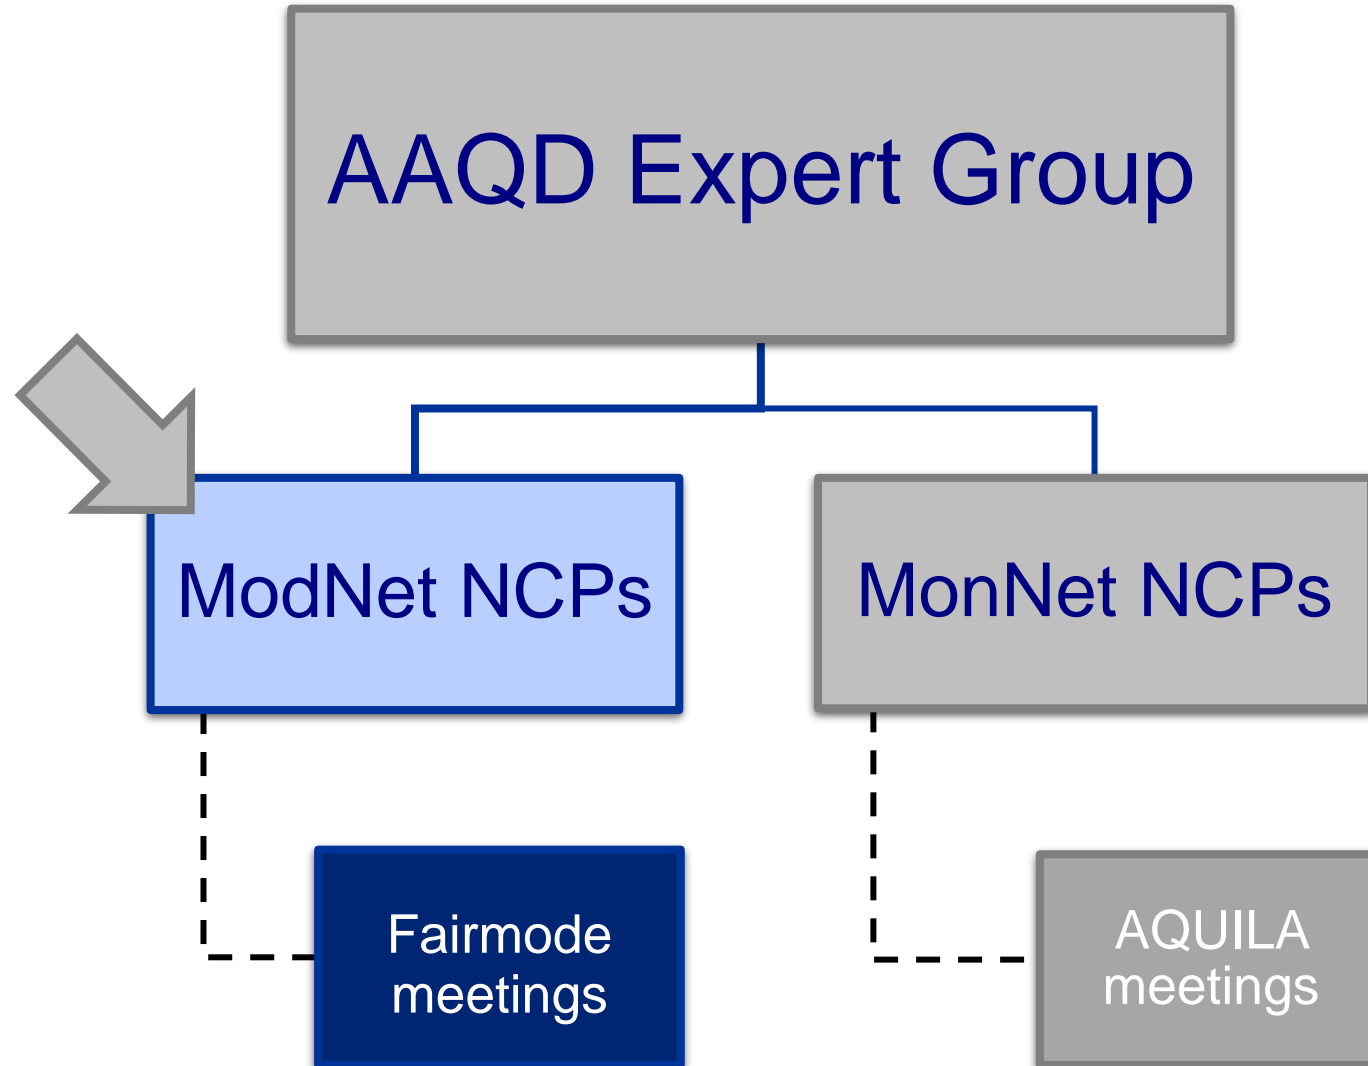 AAQD Expert Group
ModNet NCPs
MonNet NCPs
Fairmode
meetings
AQUILA
meetings